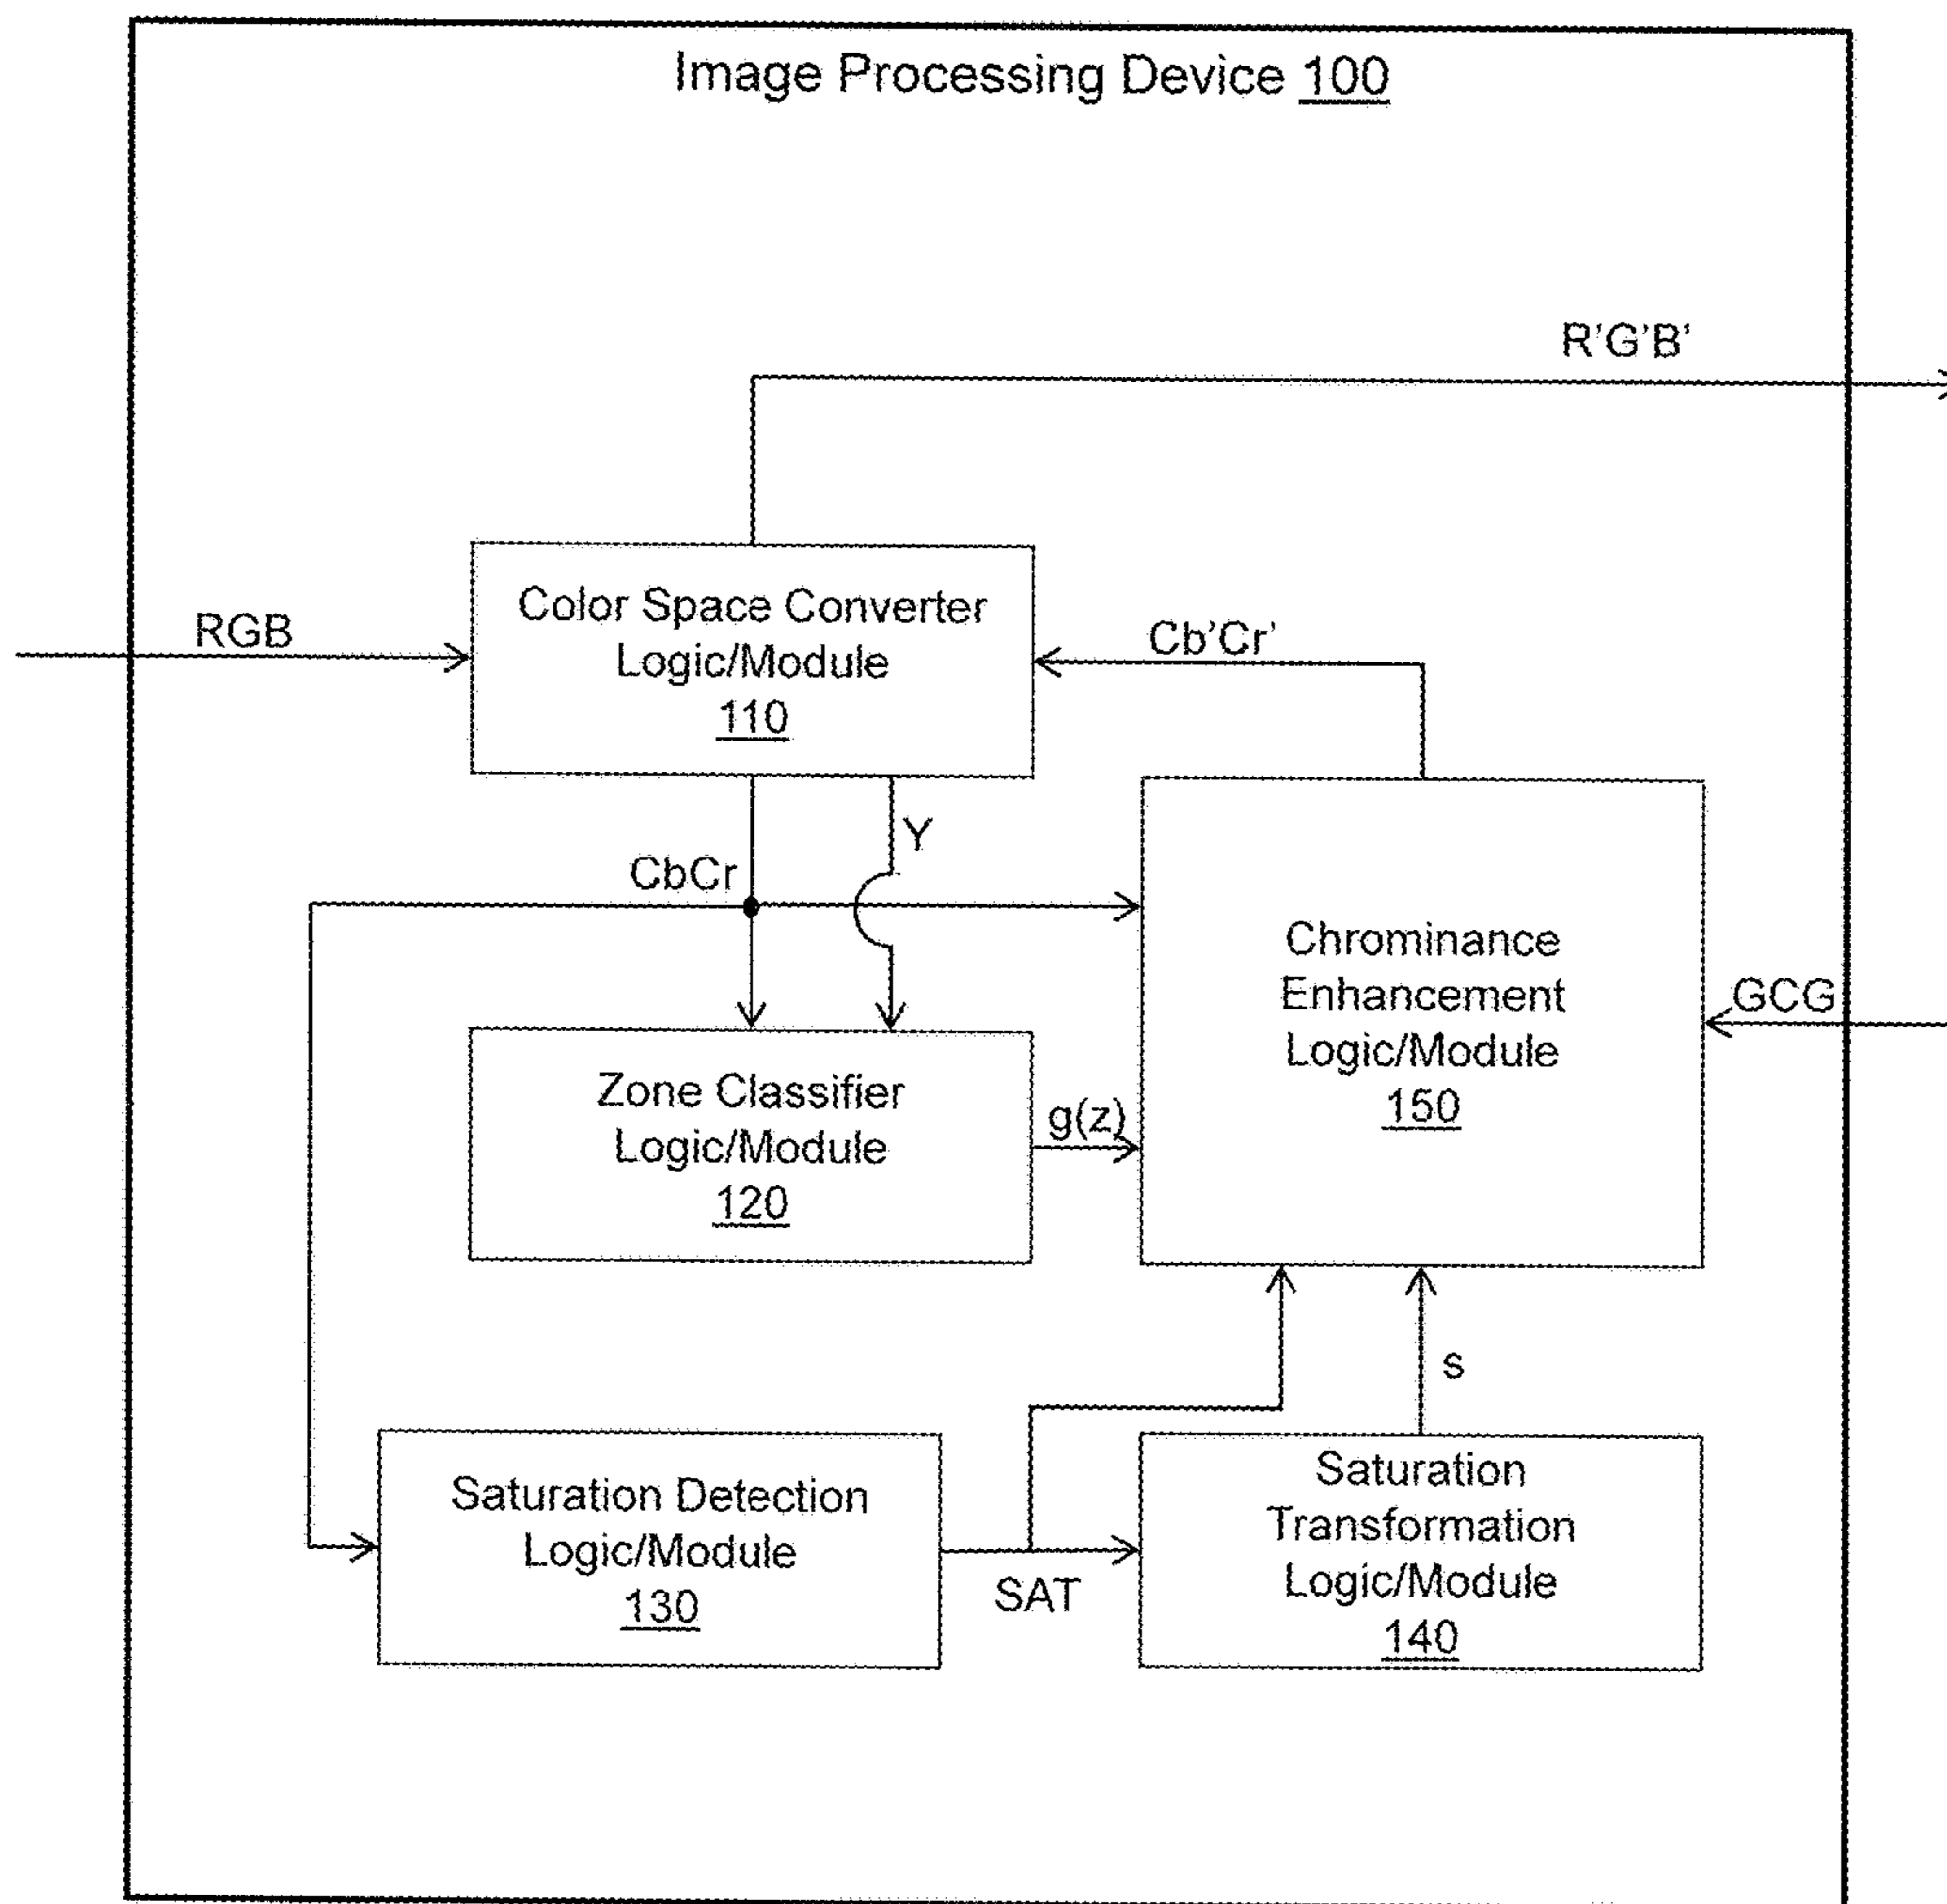 Image Processing Device 100
R'G'B'
Color Space Converter
Logic/Module
110
RGB
Cb'Cr'
Y
CbCr
Chrominance
Enhancement
Logic/Module
150
GCG
Zone Classifier
Logic/Module
120
g(z)
s
Saturation Detection
Logic/Module
130
SAT
Saturation
Transformation
Logic/Module
140